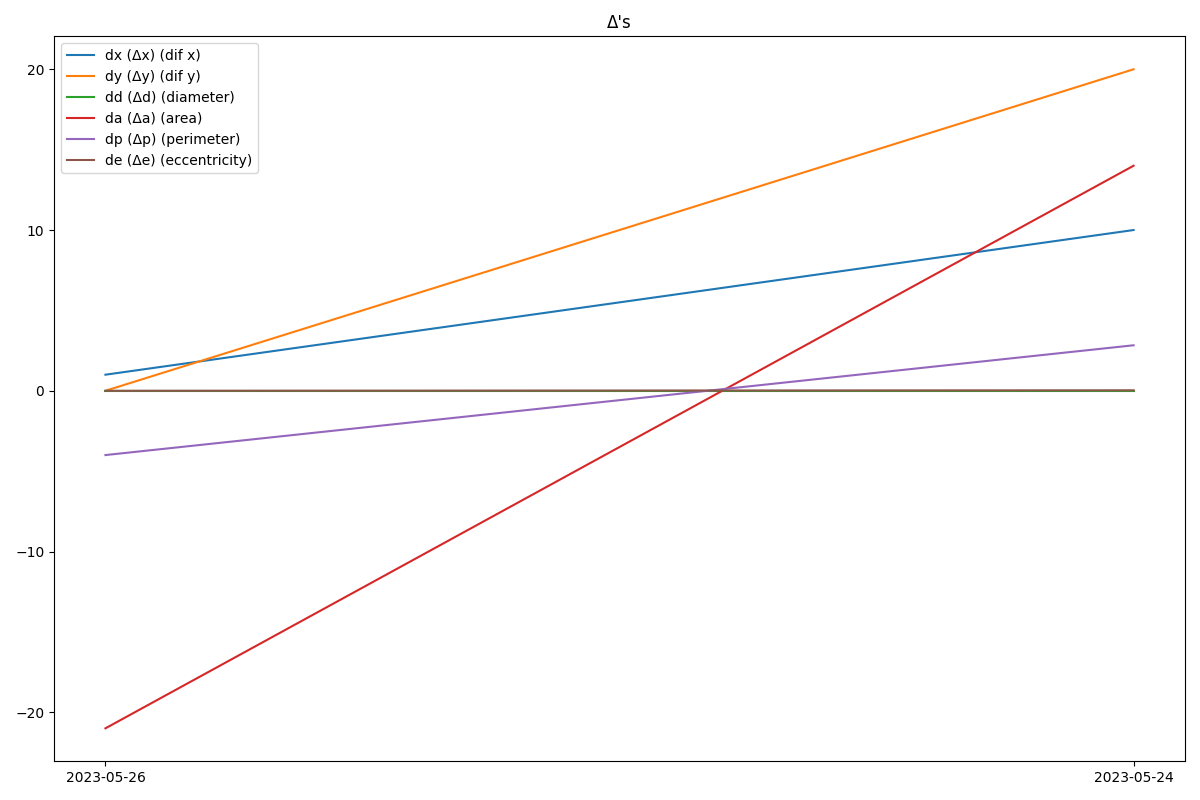 Δ's
dx (Δx) (dif x)
dy (Δy) (dif y)
dd (Δd) (diameter)
da (Δa) (area)
dp (Δp) (perimeter)
de (Δe) (eccentricity)
20
10
0
−10
−20
2023-05-26
2023-05-24